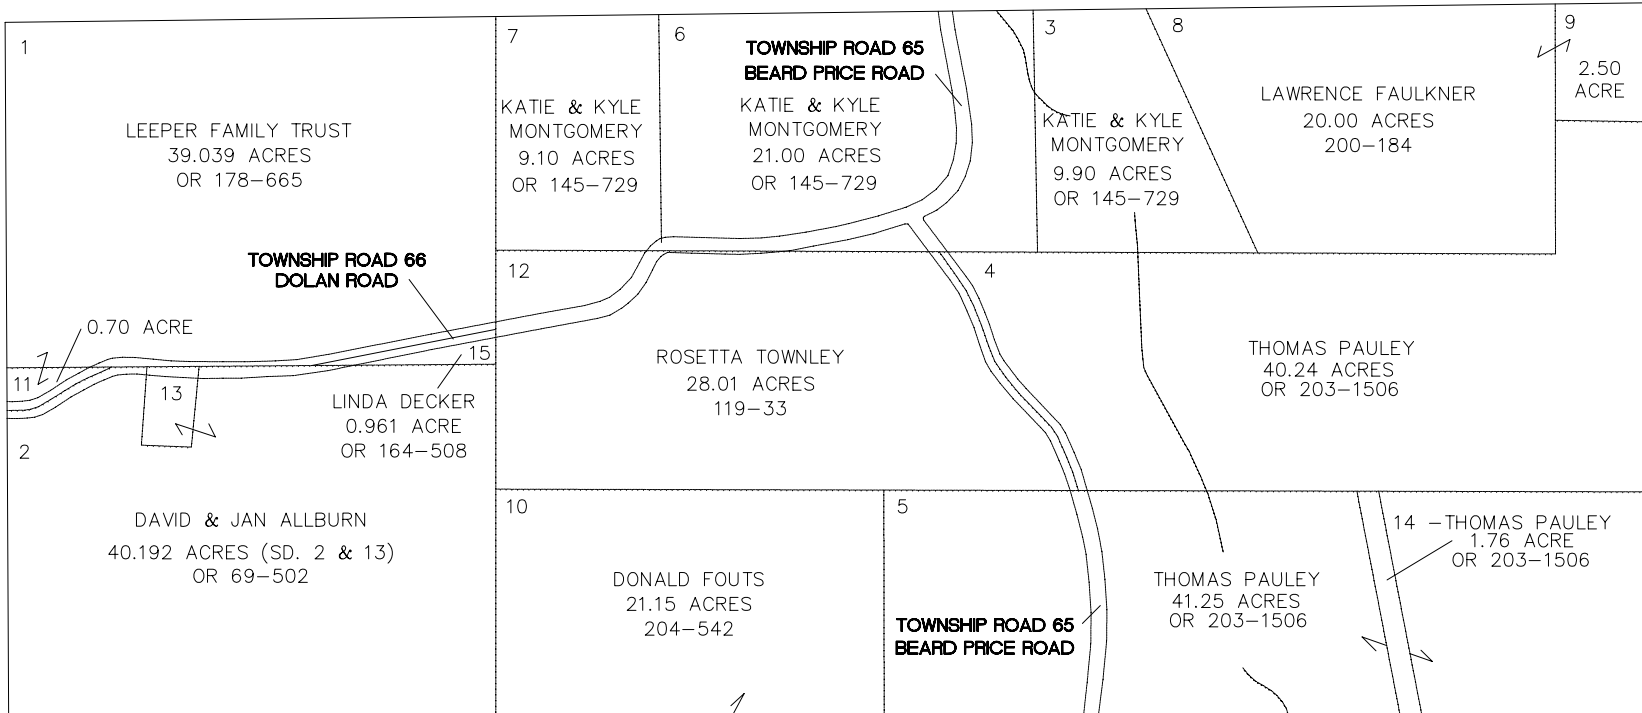 1
LEEPER FAMILY TRUST
39.039 ACRES
OR 178-665
7
KATIE & KYLE
MONTGOMERY
9.10 ACRES
OR 145-729
6
TOWNSHIP ROAD 65
BEARD PRICE ROAD
KATIE & KYLE
MONTGOMERY
21.00 ACRES
OR 145-729
3
KATIE & KYLE
MONTGOMERY
9.90 ACRES
OR 145-729
8
LAWRENCE FAULKNER
20.00 ACRES
200-184
9
2.50
ACRE
TOWNSHIP ROAD 66
DOLAN ROAD
0.70 ACRE
11
13
15
LINDA DECKER
0.961 ACRE
OR 164-508
12
ROSETTA TOWNLEY
28.01 ACRES
119-33
4
THOMAS PAULEY
40.24 ACRES
OR 203-1506
2
DAVID & JAN ALLBURN
40.192 ACRES (SD. 2 & 13)
OR 69-502
10
DONALD FOUTS
21.15 ACRES
204-542
5
THOMAS PAULEY
41.25 ACRES
OR 203-1506
TOWNSHIP ROAD 65
BEARD PRICE ROAD
14 -THOMAS PAULEY
1.76 ACRE
OR 203-1506